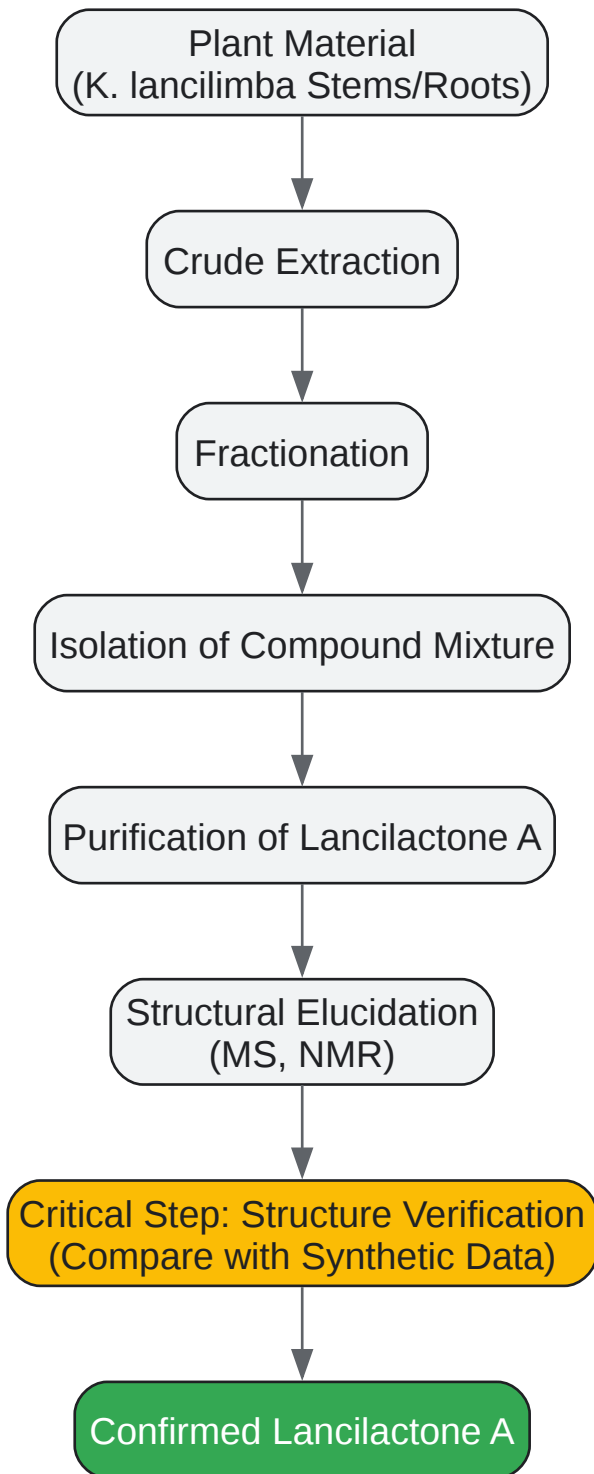 Plant Material
(K. lancilimba Stems/Roots)
Crude Extraction
Fractionation
Isolation of Compound Mixture
Purification of Lancilactone A
Structural Elucidation
(MS, NMR)
Critical Step: Structure Verification
(Compare with Synthetic Data)
Confirmed Lancilactone A